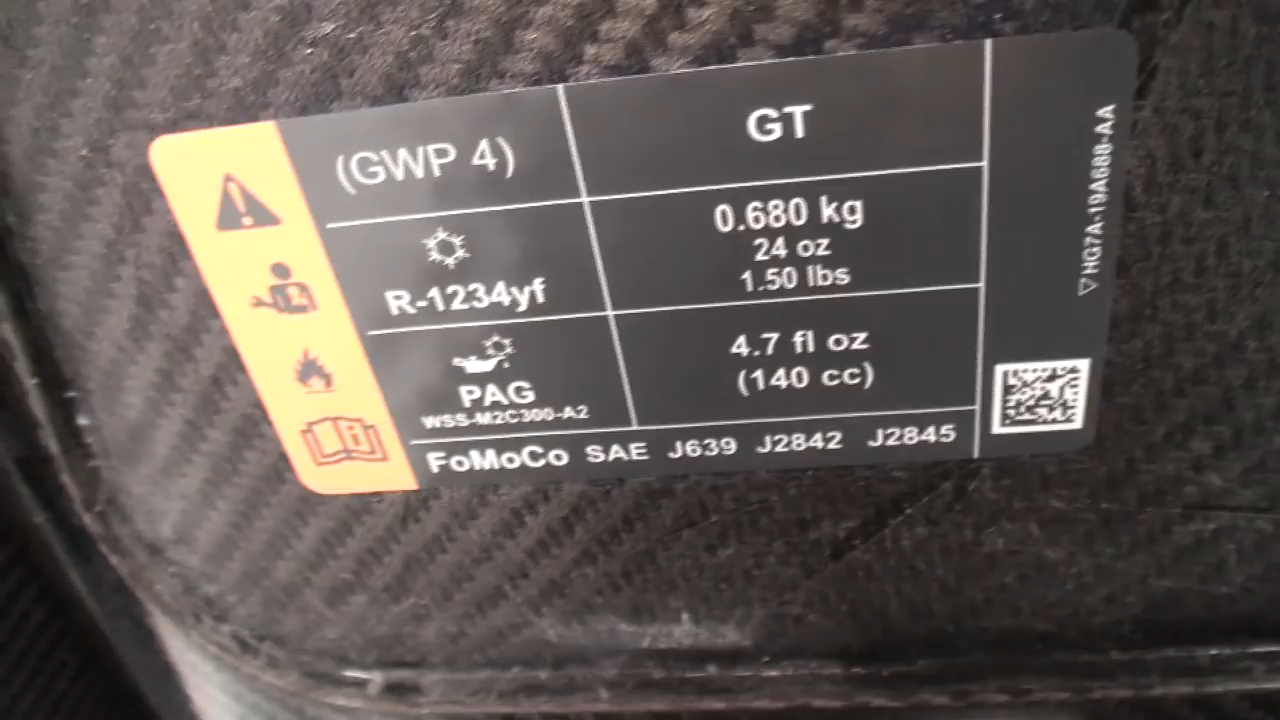 (GWP 4)
GT
R-1234yf
0.680 kg
24 oz
1.50 lbs
PAG
WSS-M2C300-A2
4.7 fl oz
(140 cc)
FoMoCo SAE J639 J2842 J2845
HG7A-19A688-AA